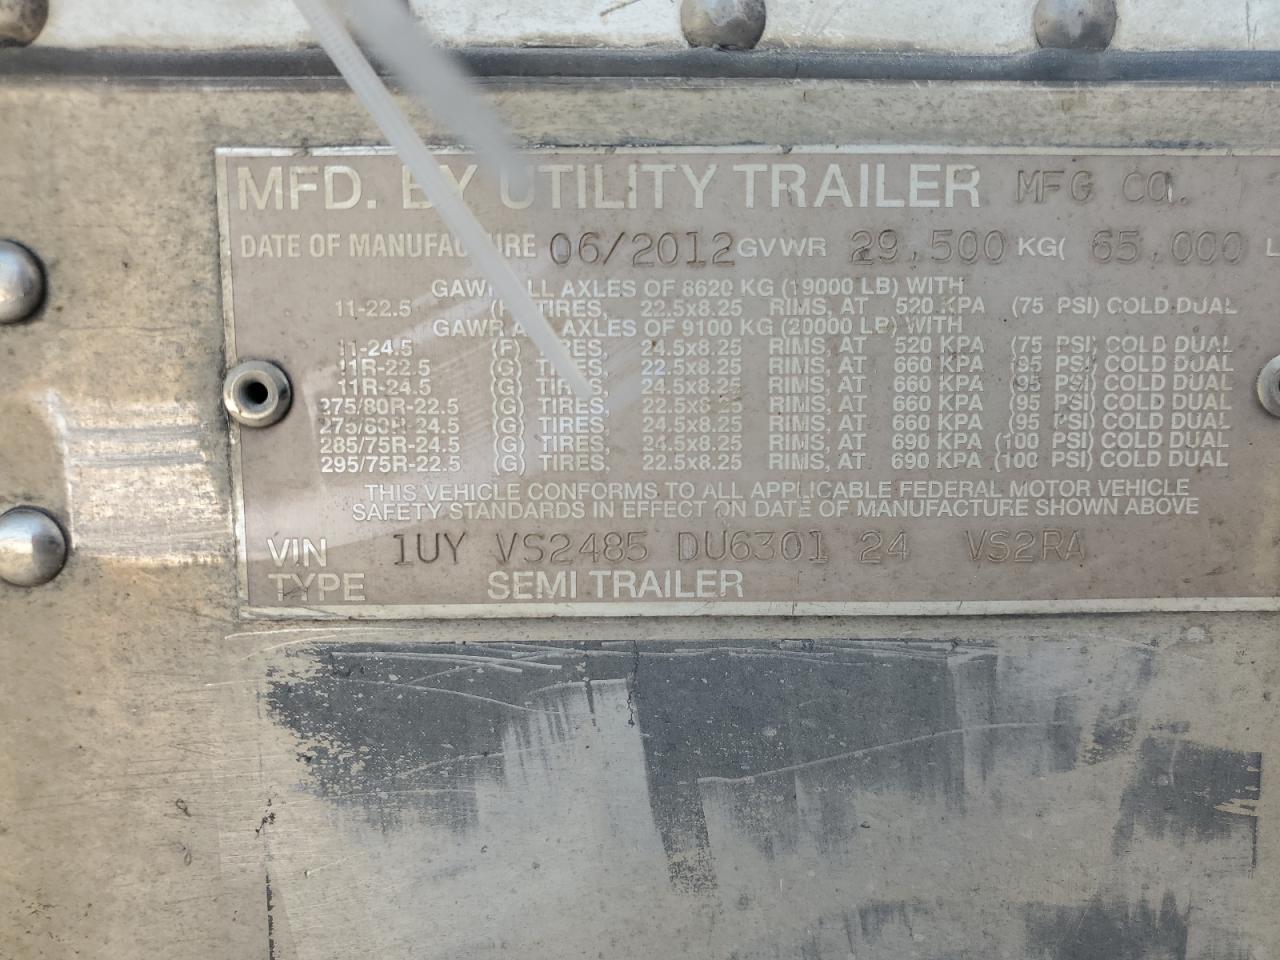 MFD. BY UTILITY TRAILER MFG CO.
DATE OF MANUFACTURE 06/2012 GVWR 29,500 KG( 65,000 L
GAWR ALL AXLES OF 8620 KG (19000 LB) WITH
11-22.5 (F) TIRES, 22.5x8.25 RIMS, AT 520 KPA (75 PSI) COLD DUAL
GAWR ALL AXLES OF 9100 KG (20000 LB) WITH
11-24.5 (F) TIRES, 24.5x8.25 RIMS, AT 520 KPA (75 PSI) COLD DUAL
11R-22.5 (G) TIRES, 22.5x8.25 RIMS, AT 660 KPA (95 PSI) COLD DUAL
11R-24.5 (G) TIRES, 24.5x8.25 RIMS, AT 660 KPA (95 PSI) COLD DUAL
275/80R-22.5 (G) TIRES, 22.5x8.25 RIMS, AT 660 KPA (95 PSI) COLD DUAL
275/80R-24.5 (G) TIRES, 24.5x8.25 RIMS, AT 660 KPA (95 PSI) COLD DUAL
285/75R-24.5 (G) TIRES, 24.5x8.25 RIMS, AT 690 KPA (100 PSI) COLD DUAL
295/75R-22.5 (G) TIRES, 22.5x8.25 RIMS, AT 690 KPA (100 PSI) COLD DUAL
THIS VEHICLE CONFORMS TO ALL APPLICABLE FEDERAL MOTOR VEHICLE
SAFETY STANDARDS IN EFFECT ON DATE OF MANUFACTURE SHOWN ABOVE
VIN 1UY VS2485 DU6301 24 VS2RA
TYPE SEMI TRAILER